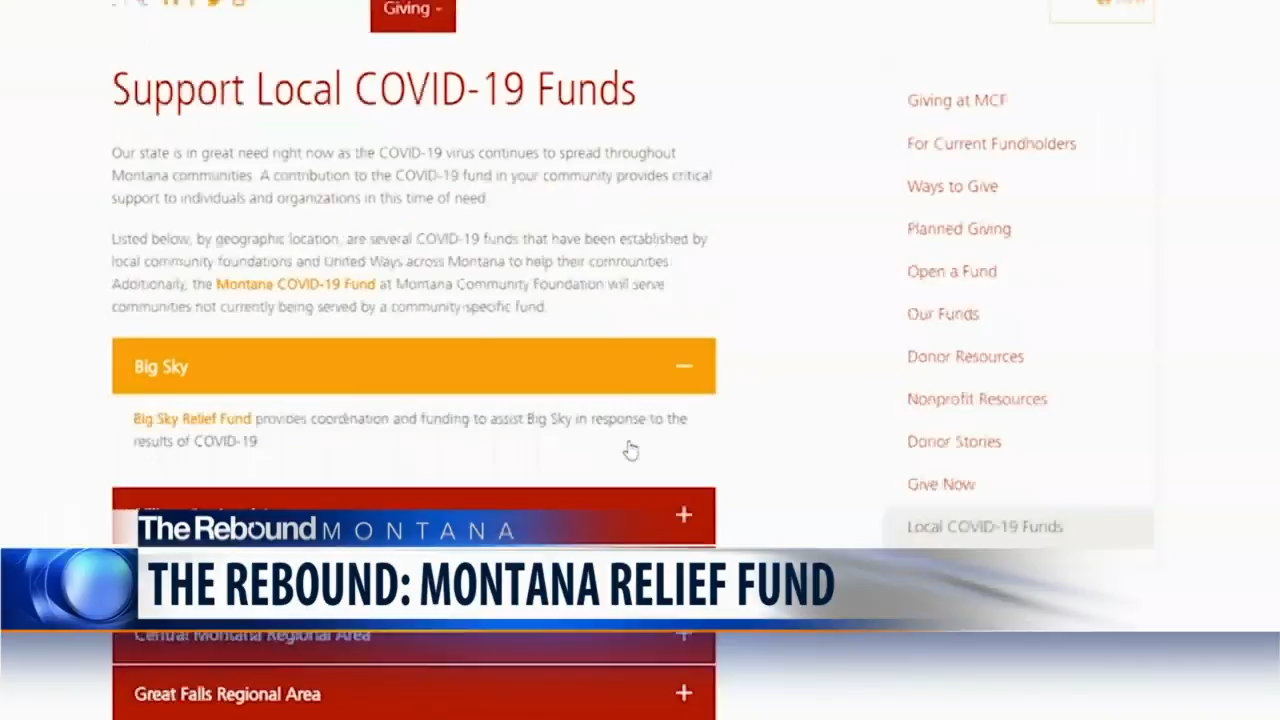 Giving
Support Local COVID-19 Funds
Our state is in great need right now as the COVID-19 virus continues to spread throughout
Montana communities. A contribution to the COVID-19 fund in your community provides critical
support to individuals and organizations in this time of need.
Listed below, by geographic location, are several COVID-19 funds that have been established by
local community foundations and United Ways across Montana to help their communities.
Additionally, the Montana COVID-19 Fund at Montana Community Foundation will serve
communities not currently being served by a community-specific fund.
Big Sky
Big Sky Relief Fund provides coordination and funding to assist Big Sky in response to the
results of COVID-19
Giving at MCF
For Current Fundholders
Ways to Give
Planned Giving
Open a Fund
Our Funds
Donor Resources
Nonprofit Resources
Donor Stories
Give Now
Local COVID-19 Funds
The Rebound MONTANA
THE REBOUND: MONTANA RELIEF FUND
Central Montana Regional Area
Great Falls Regional Area